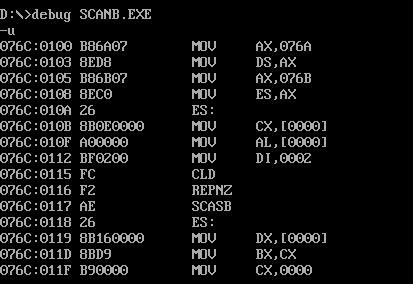 D:\>debug SCANB.EXE
-u
076C:0100 B86A07 MOV AX,076A
076C:0103 8ED8 MOV DS,AX
076C:0105 B86B07 MOV AX,076B
076C:0108 8EC0 MOV ES,AX
076C:010A 26 ES:
076C:010B 8B0E0000 MOV CX,[0000]
076C:010F A00000 MOV AL,[0000]
076C:0112 BF0200 MOV DI,0002
076C:0115 FC CLD
076C:0116 F2 REPNZ
076C:0117 AE SCASB
076C:0118 26 ES:
076C:0119 8B160000 MOV DX,[0000]
076C:011D 8BD9 MOV BX,CX
076C:011F B90000 MOV CX,0000